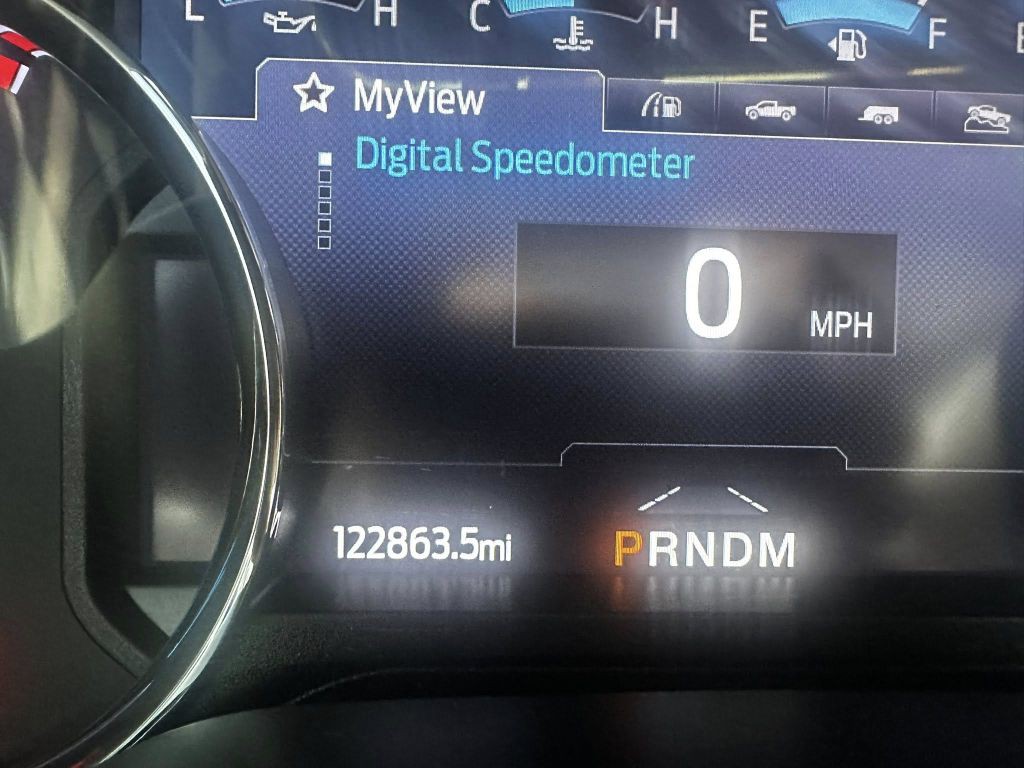 L H C H E F E
MyView
Digital Speedometer
0 MPH
122863.5mi PRNDM